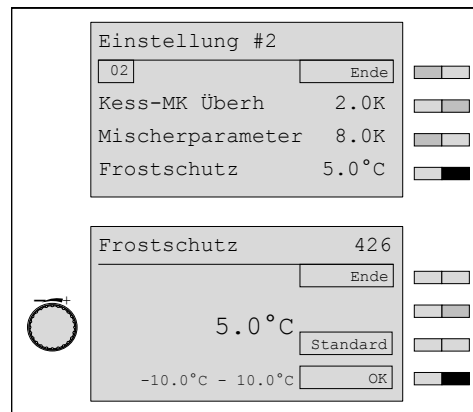 Einstellung #2
02 Ende
Kess-MK Überh 2.0K
Mischerparameter 8.0K
Frostschutz 5.0°C
Frostschutz 426
Ende
5.0°C
Standard
-10.0°C - 10.0°C OK
+